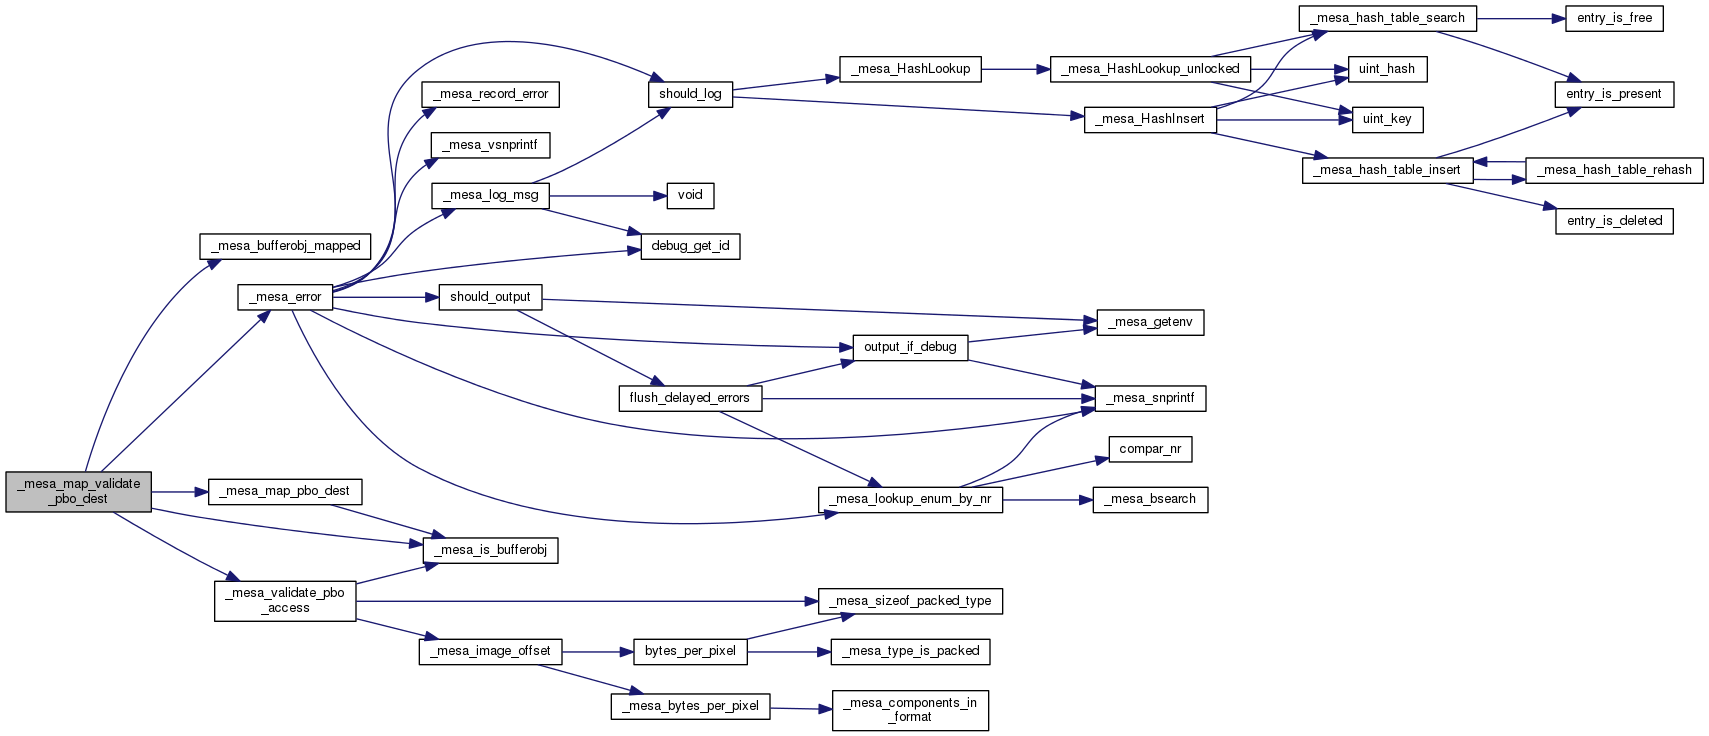 _mesa_hash_table_search
entry_is_free
_mesa_HashLookup
_mesa_HashLookup_unlocked
uint_hash
_mesa_record_error
should_log
entry_is_present
_mesa_HashInsert
uint_key
_mesa_vsnprintf
_mesa_hash_table_insert
_mesa_hash_table_rehash
_mesa_log_msg
void
entry_is_deleted
_mesa_bufferobj_mapped
debug_get_id
_mesa_error
should_output
_mesa_getenv
output_if_debug
flush_delayed_errors
_mesa_snprintf
compar_nr
_mesa_map_validate
_pbo_dest
_mesa_map_pbo_dest
_mesa_lookup_enum_by_nr
_mesa_bsearch
_mesa_is_bufferobj
_mesa_validate_pbo
_access
_mesa_sizeof_packed_type
_mesa_image_offset
bytes_per_pixel
_mesa_type_is_packed
_mesa_bytes_per_pixel
_mesa_components_in
_format